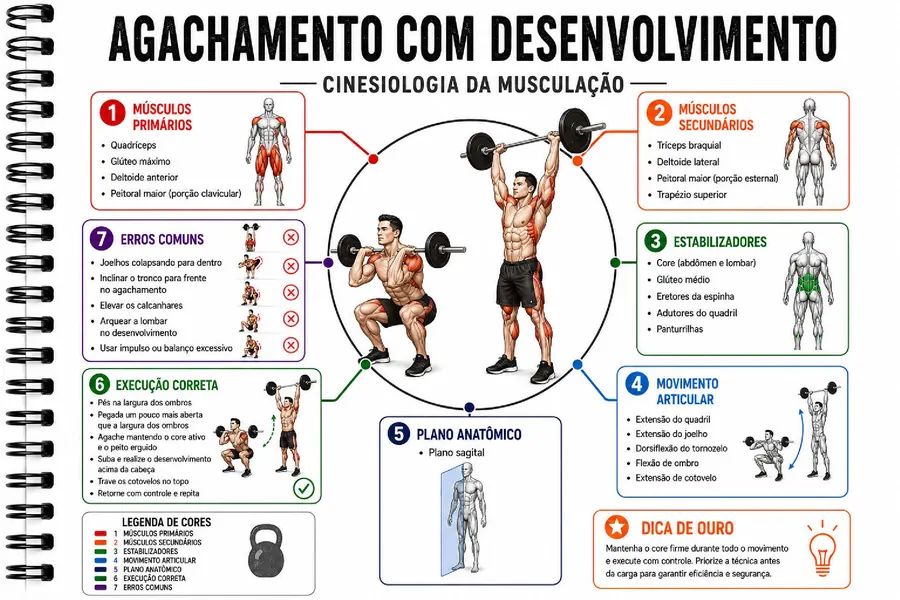 AGACHAMENTO COM DESENVOLVIMENTO
CINESIOLOGIA DA MUSCULAÇÃO
1 MÚSCULOS
PRIMÁRIOS
• Quadríceps
• Glúteo máximo
• Deltoide anterior
• Peitoral maior (porção clavicular)
2 MÚSCULOS
SECUNDÁRIOS
• Tríceps braquial
• Deltoide lateral
• Peitoral maior (porção esternal)
• Trapézio superior
3 ESTABILIZADORES
• Core (abdômen e lombar)
• Glúteo médio
• Eretores da espinha
• Adutores do quadril
• Panturrilhas
4 MOVIMENTO
ARTICULAR
• Extensão do quadril
• Extensão do joelho
• Dorsiflexão do tornozelo
• Flexão de ombro
• Extensão de cotovelo
5 PLANO ANATÔMICO
• Plano sagital
6 EXECUÇÃO CORRETA
• Pés na largura dos ombros
• Pegada um pouco mais aberta
que a largura dos ombros
• Agache mantendo o core ativo
e o peito erguido
• Suba e realize o desenvolvimento
acima da cabeça
• Trave os cotovelos no topo
• Retorne com controle e repita
7 ERROS COMUNS
• Joelhos colapsando para dentro
• Inclinar o tronco para frente
no agachamento
• Elevar os calcanhares
• Arquear a lombar
no desenvolvimento
• Usar impulso ou balanço excessivo
LEGENDA DE CORES
1 MÚSCULOS PRIMÁRIOS
2 MÚSCULOS SECUNDÁRIOS
3 ESTABILIZADORES
4 MOVIMENTO ARTICULAR
5 PLANO ANATÔMICO
6 EXECUÇÃO CORRETA
7 ERROS COMUNS
DICA DE OURO
Mantenha o core firme durante todo o movimento
e execute com controle. Priorize a técnica antes
da carga para garantir eficiência e segurança.